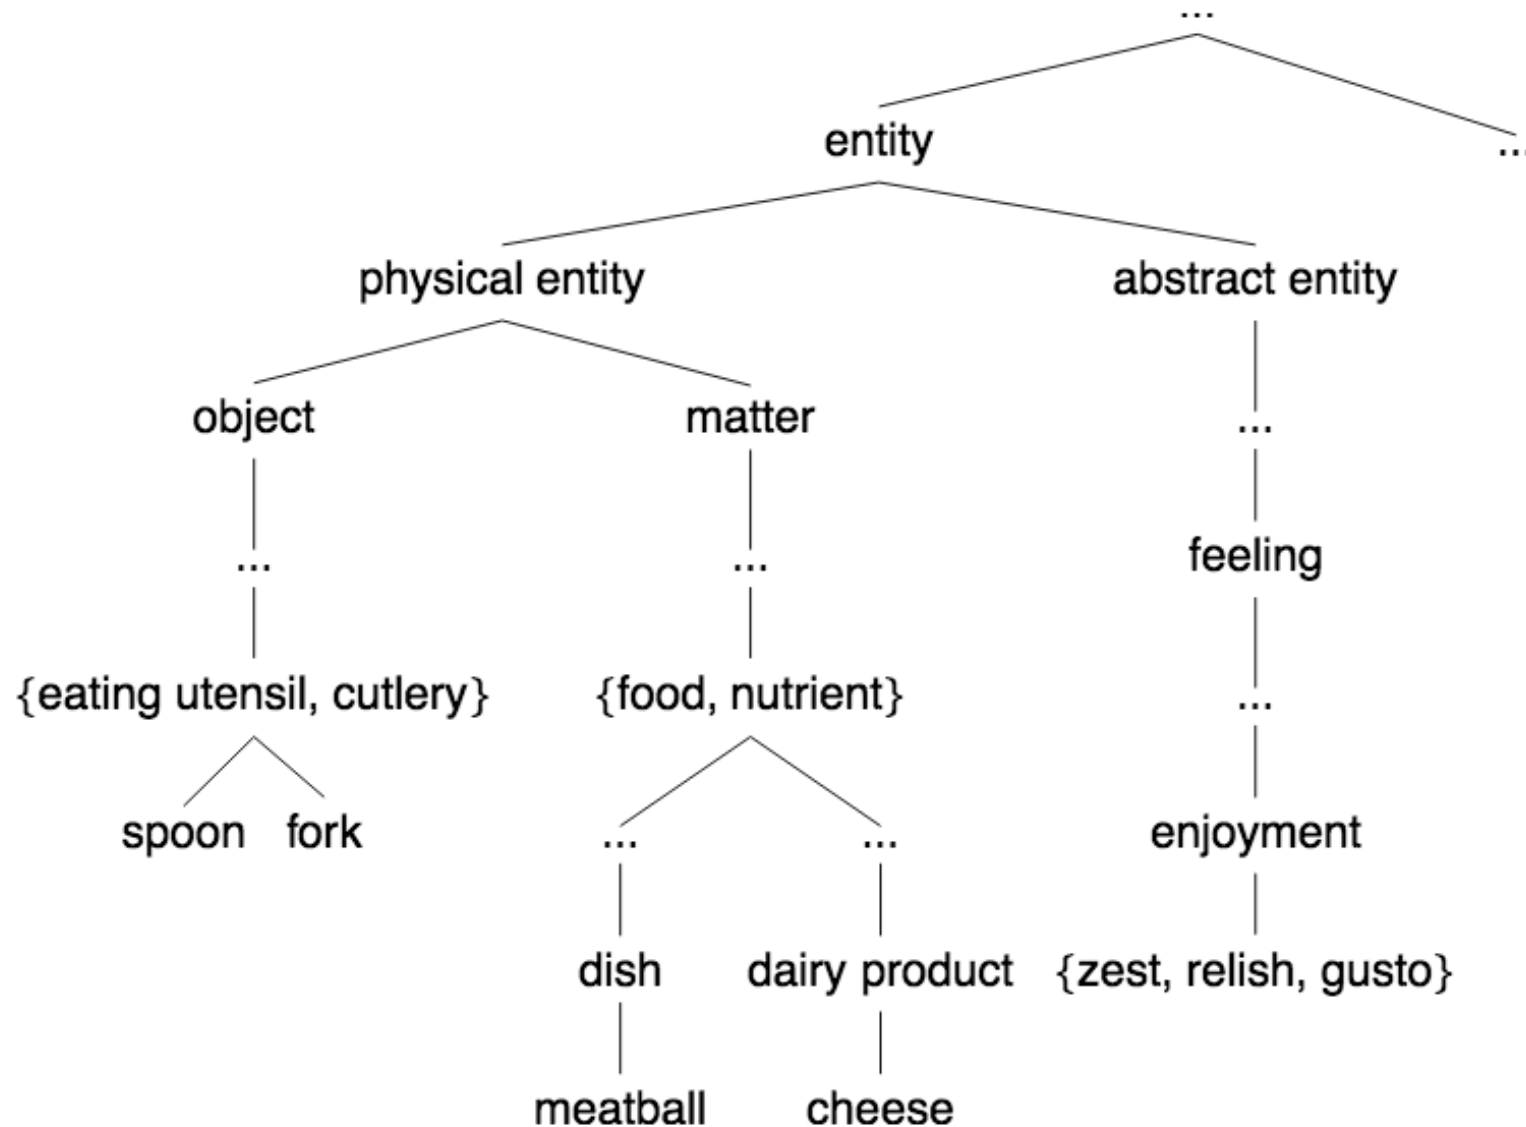 ...
entity
...
physical entity abstract entity
object matter
...
... ...
feeling
{eating utensil, cutlery} {food, nutrient}
...
spoon fork
enjoyment
... ...
dish dairy product {zest, relish, gusto}
meatball cheese